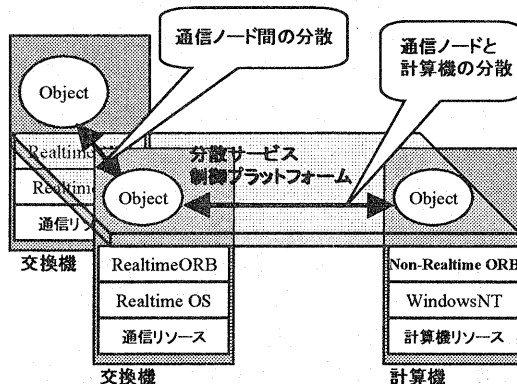 通信ノード間の分散
通信ノードと
計算機の分散
Object
Realtime
Realtime
通信リソ
交換機
分散サービス
制御プラットフォーム
Object
RealtimeORB
Realtime OS
通信リソース
交換機
Object
Non-Realtime ORB
WindowsNT
計算機リソース
計算機